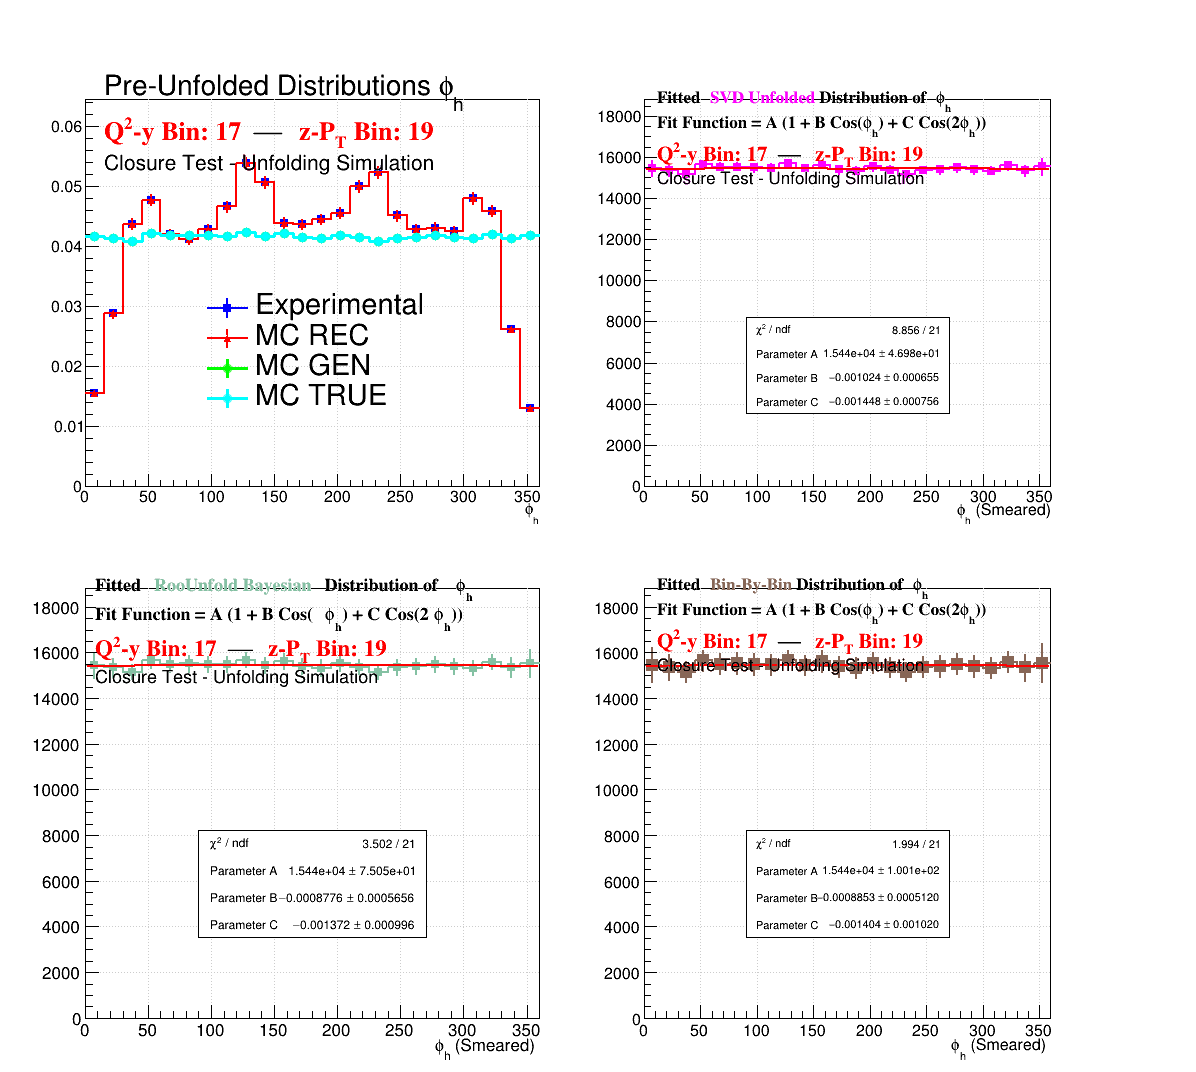 Pre-Unfolded Distributions ϕh
Q2-y Bin: 17 — z-PT Bin: 19
Closure Test - Unfolding Simulation
0.06
0.05
0.04
0.03
0.02
0.01
0
Experimental
MC REC
MC GEN
MC TRUE
0 50 100 150 200 250 300 350
ϕh
Fitted SVD Unfolded Distribution of ϕh
Fit Function = A (1 + B Cos(ϕh) + C Cos(2ϕh))
Q2-y Bin: 17 — z-PT Bin: 19
Closure Test - Unfolding Simulation
18000
16000
14000
12000
10000
8000
6000
4000
2000
0
χ2 / ndf 8.856 / 21
Parameter A 1.544e+04 ± 4.698e+01
Parameter B −0.001024 ± 0.000655
Parameter C −0.001448 ± 0.000756
0 50 100 150 200 250 300 350
ϕh (Smeared)
Fitted RooUnfold Bayesian Distribution of ϕh
Fit Function = A (1 + B Cos( ϕh) + C Cos(2 ϕh))
Q2-y Bin: 17 — z-PT Bin: 19
Closure Test - Unfolding Simulation
18000
16000
14000
12000
10000
8000
6000
4000
2000
0
χ2 / ndf 3.502 / 21
Parameter A 1.544e+04 ± 7.505e+01
Parameter B −0.0008776 ± 0.0005656
Parameter C −0.001372 ± 0.000996
0 50 100 150 200 250 300 350
ϕh (Smeared)
Fitted Bin-By-Bin Distribution of ϕh
Fit Function = A (1 + B Cos(ϕh) + C Cos(2ϕh))
Q2-y Bin: 17 — z-PT Bin: 19
Closure Test - Unfolding Simulation
18000
16000
14000
12000
10000
8000
6000
4000
2000
0
χ2 / ndf 1.994 / 21
Parameter A 1.544e+04 ± 1.001e+02
Parameter B −0.0008853 ± 0.0005120
Parameter C −0.001404 ± 0.001020
0 50 100 150 200 250 300 350
ϕh (Smeared)